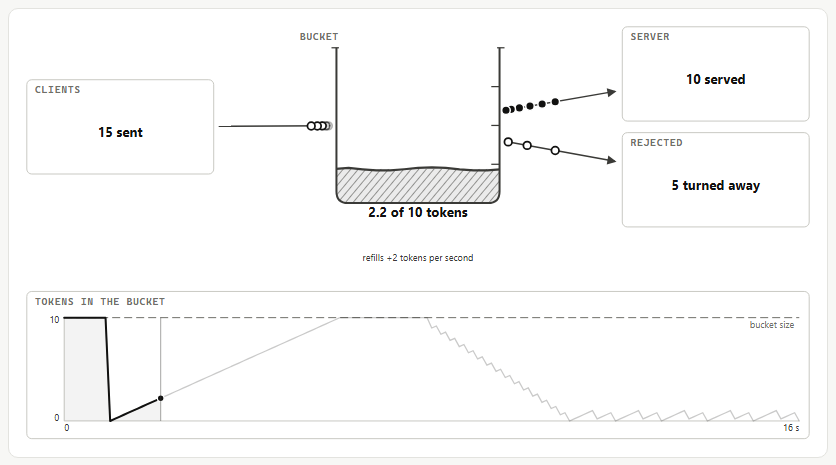 BUCKET
SERVER
10 served
CLIENTS
15 sent
REJECTED
5 turned away
2.2 of 10 tokens
refills +2 tokens per second
TOKENS IN THE BUCKET
10
bucket size
0
0
16 s